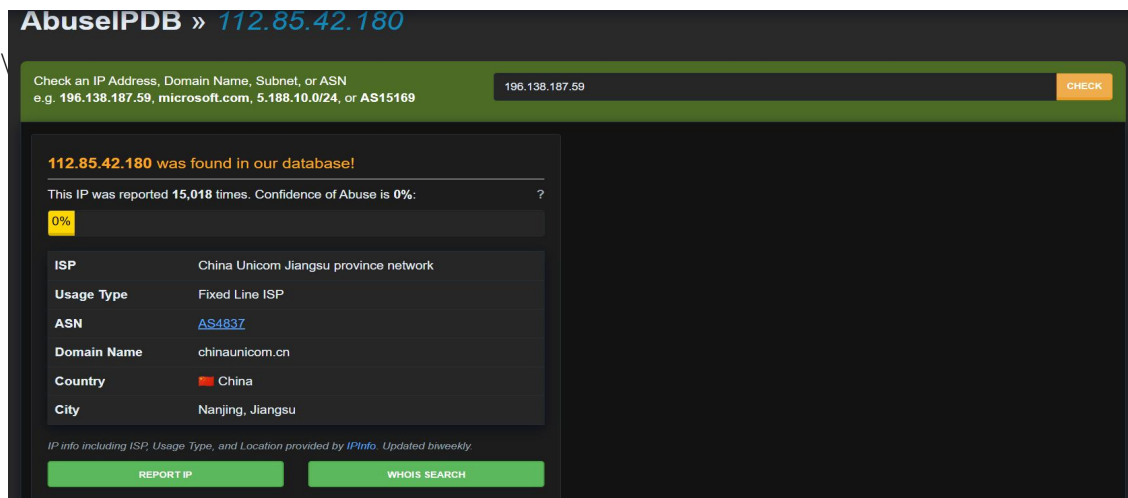 AbuseIPDB » 112.85.42.180
\
Check an IP Address, Domain Name, Subnet, or ASN
e.g. 196.138.187.59, microsoft.com, 5.188.10.0/24, or AS15169
196.138.187.59
CHECK
112.85.42.180 was found in our database!
This IP was reported 15,018 times. Confidence of Abuse is 0%: ?
0%
ISP China Unicom Jiangsu province network
Usage Type Fixed Line ISP
ASN AS4837
Domain Name chinaunicom.cn
Country China
City Nanjing, Jiangsu
IP info including ISP, Usage Type, and Location provided by IPInfo. Updated biweekly.
REPORT IP WHOIS SEARCH